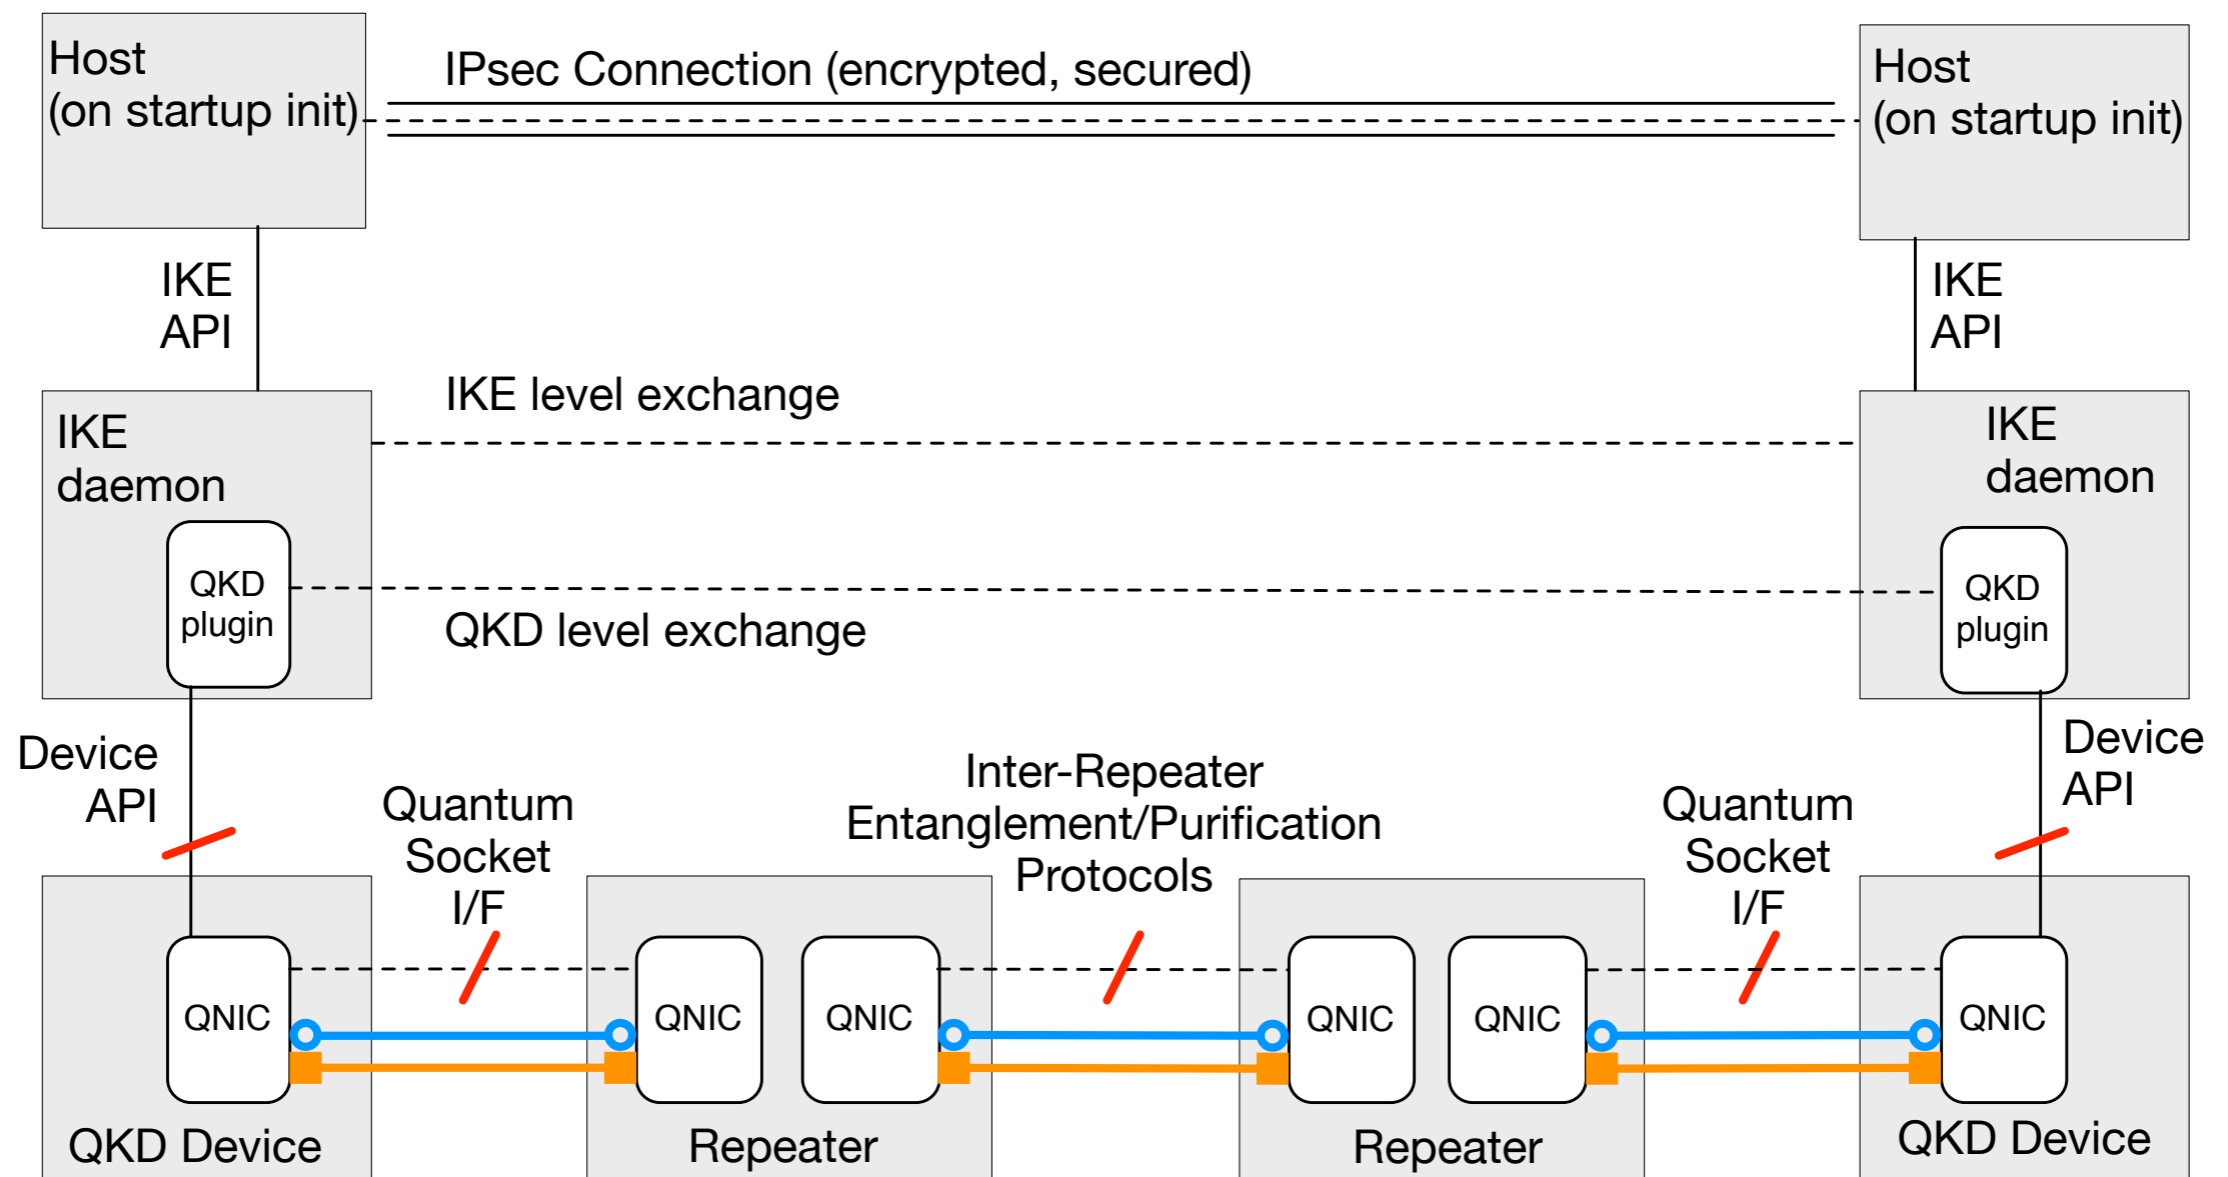 Host
(on startup init)
IPsec Connection (encrypted, secured)
Host
(on startup init)
IKE
API
IKE
API
IKE
daemon
IKE level exchange
IKE
daemon
QKD
plugin
QKD level exchange
QKD
plugin
Device
API
Quantum
Socket
I/F
Inter-Repeater
Entanglement/Purification
Protocols
Quantum
Socket
I/F
Device
API
QNIC
QNIC
QNIC
QNIC
QNIC
QNIC
QKD Device
Repeater
Repeater
QKD Device